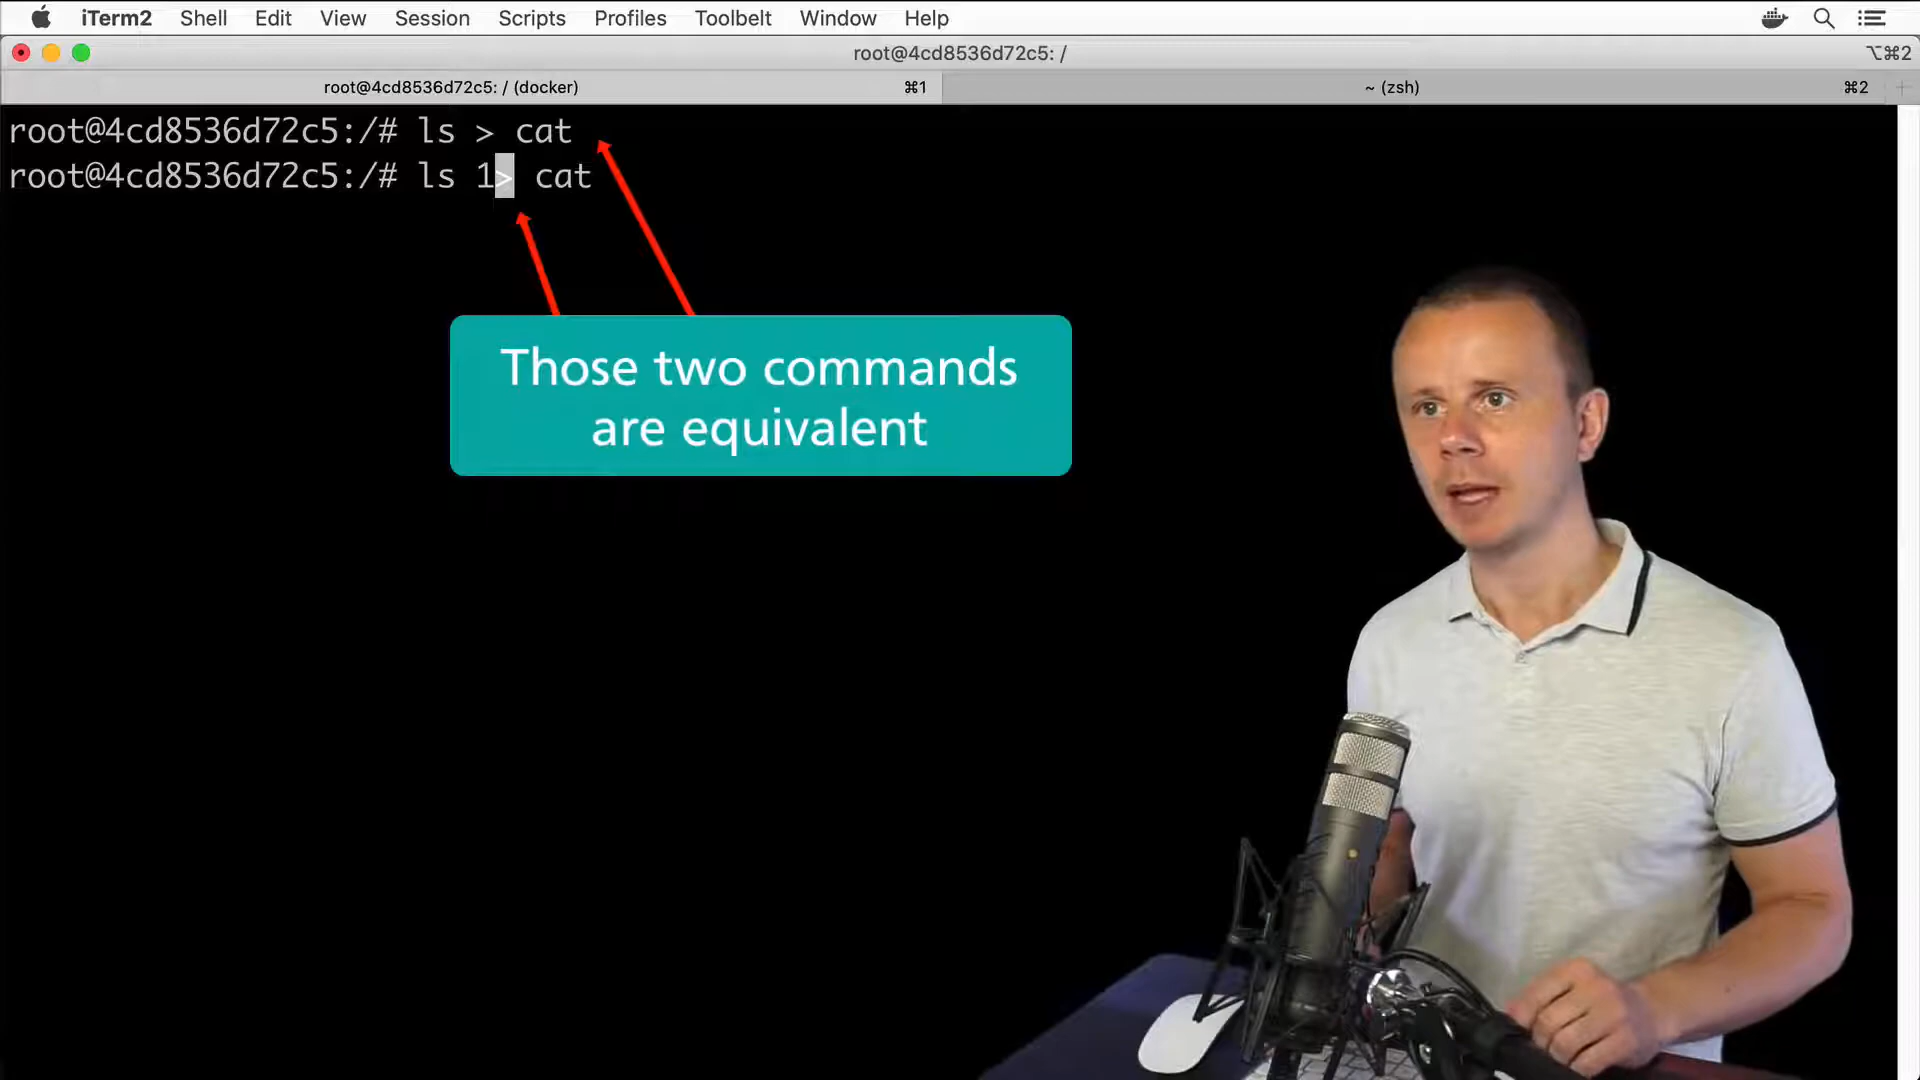 iTerm2 Shell Edit View Session Scripts Profiles Toolbelt Window Help
root@4cd8536d72c5: / ⌥⌘2
root@4cd8536d72c5: / (docker) ⌘1 ~ (zsh) ⌘2 +
root@4cd8536d72c5:/# ls > cat
root@4cd8536d72c5:/# ls 1> cat
Those two commands
are equivalent